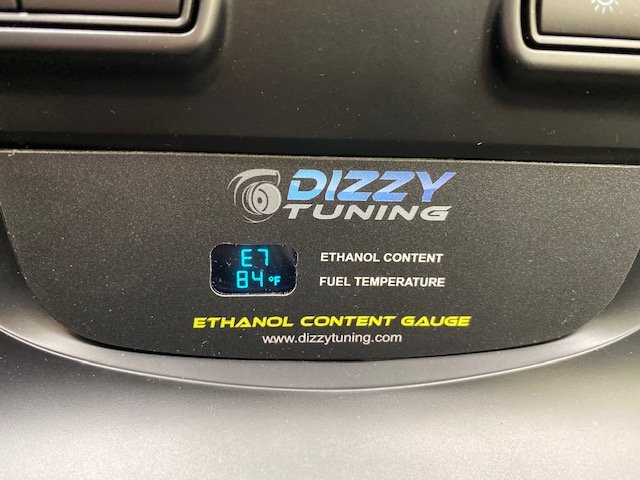 DIZZY
TUNING
E7 ETHANOL CONTENT
84 °F FUEL TEMPERATURE
ETHANOL CONTENT GAUGE
www.dizzytuning.com